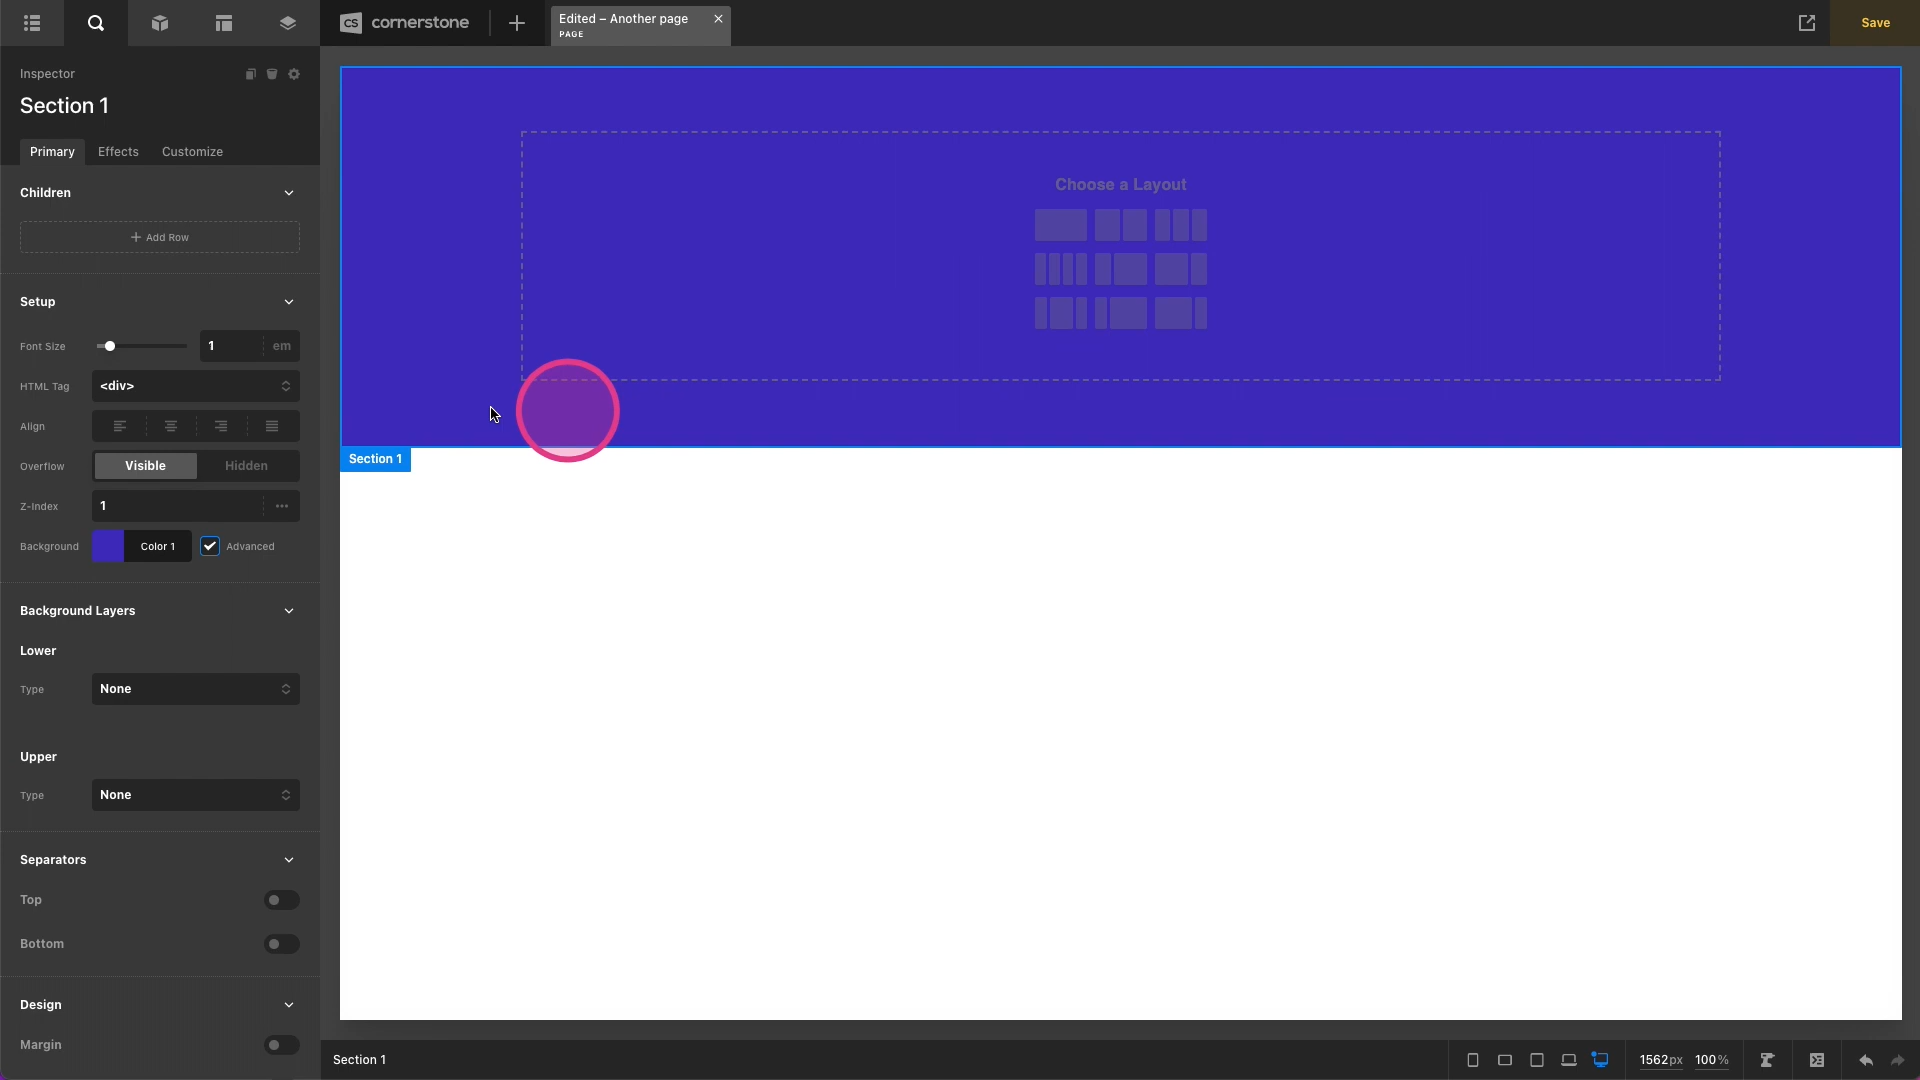 CS cornerstone
Edited – Another page
PAGE
Save
Inspector
Section 1
Primary
Effects
Customize
Children
Add Row
Setup
Font Size
1
em
HTML Tag
<div>
Align
Overflow
Visible
Hidden
Z-Index
1
Background
Color 1
Advanced
Background Layers
Lower
Type
None
Upper
Type
None
Separators
Top
Bottom
Design
Margin
Choose a Layout
Section 1
Section 1
1562px
100%